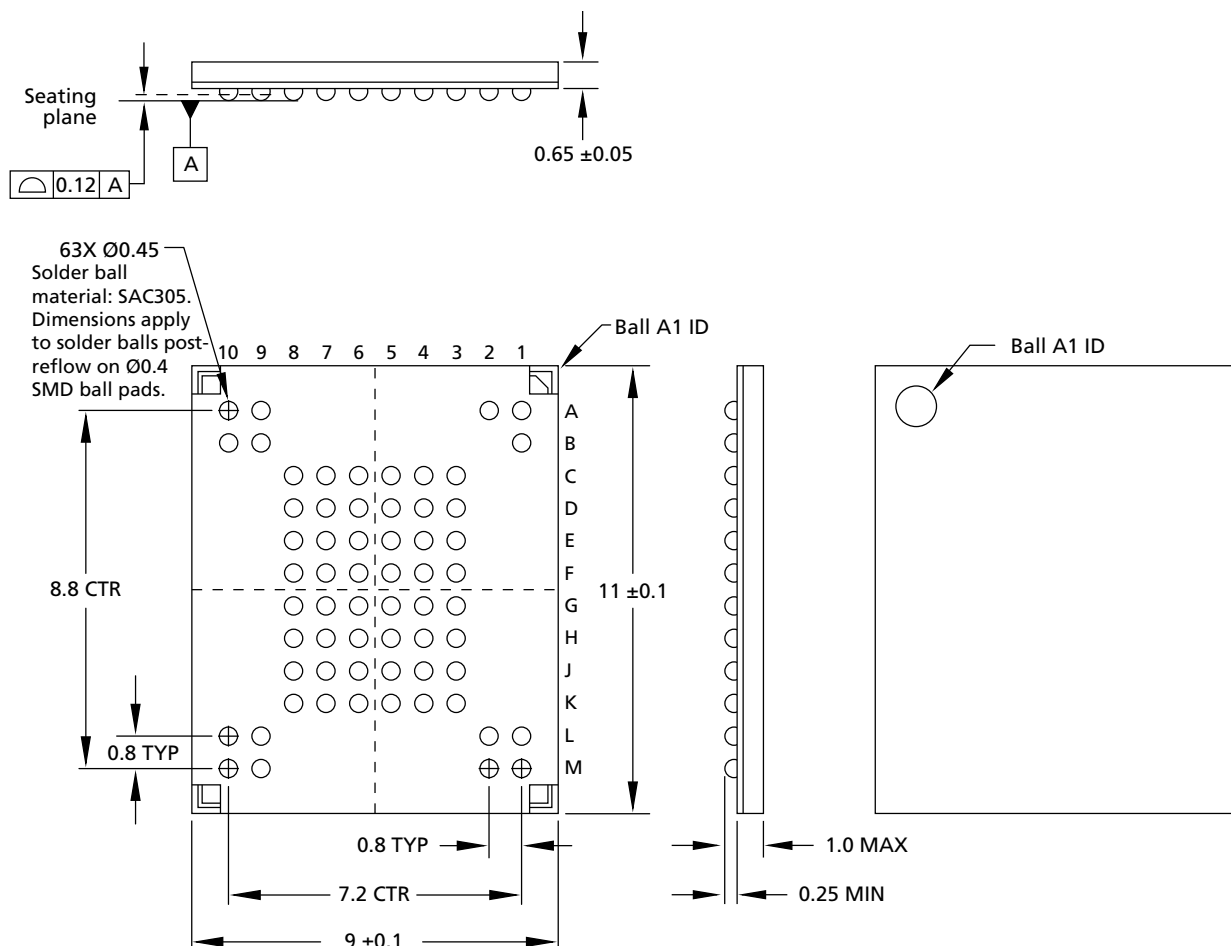 Seating
plane
A
0.12 A
0.65 ±0.05
63X Ø0.45
Solder ball
material: SAC305.
Dimensions apply
to solder balls post-
reflow on Ø0.4
SMD ball pads.
Ball A1 ID
Ball A1 ID
10 9 8 7 6 5 4 3 2 1
A
B
C
D
E
F
G
H
J
K
L
M
8.8 CTR
11 ±0.1
0.8 TYP
0.8 TYP
1.0 MAX
7.2 CTR
0.25 MIN
9 ±0.1